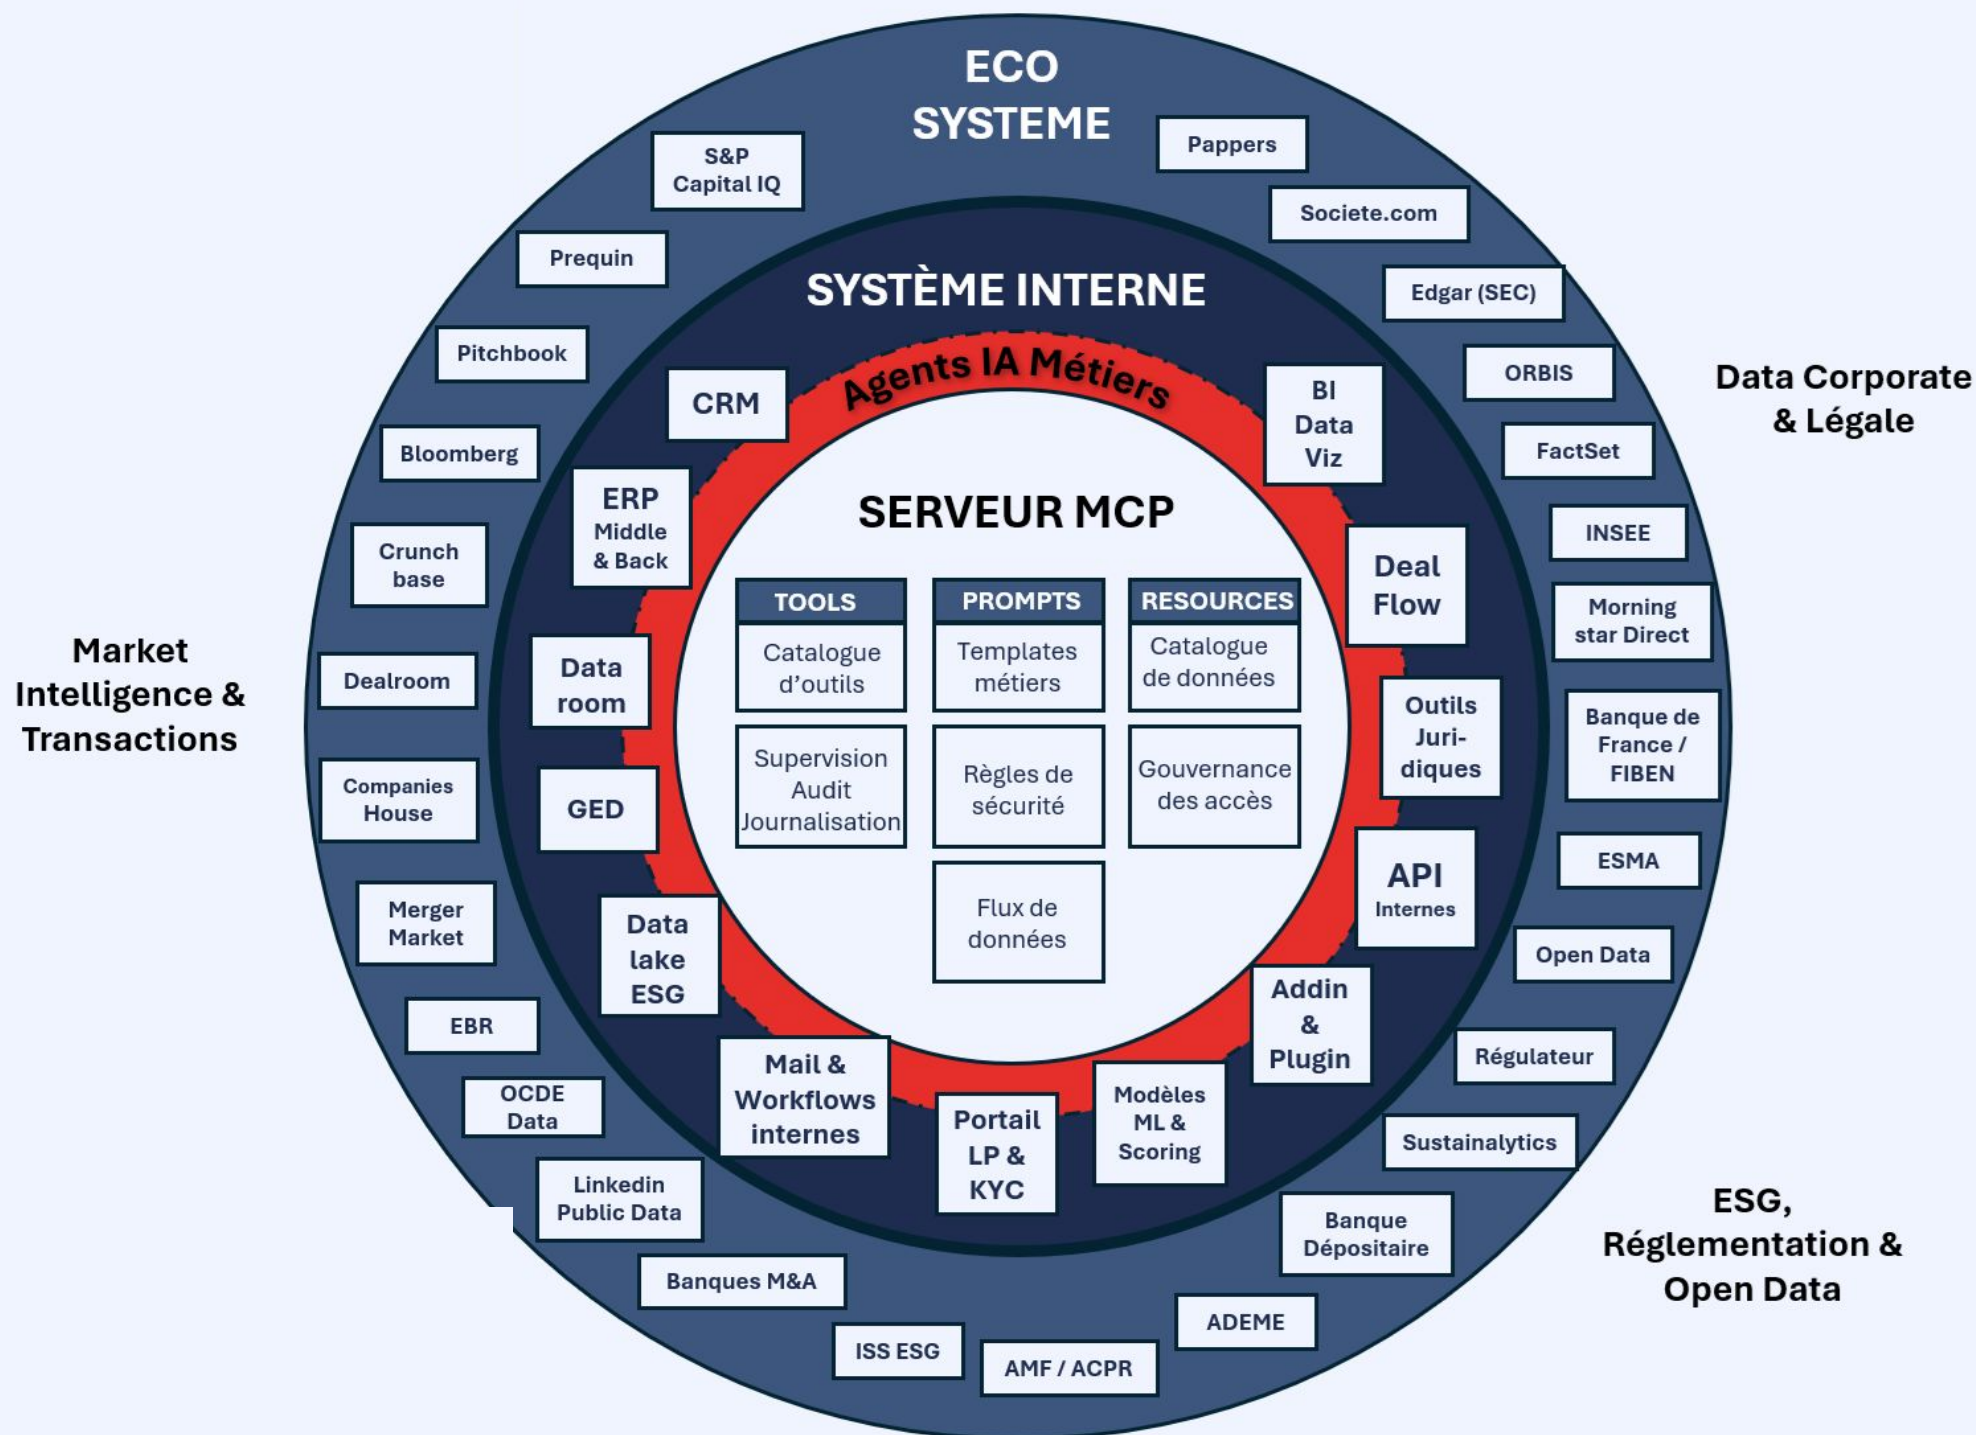 ECO
SYSTEME
S&P
Capital IQ
Prequin
Pitchbook
Bloomberg
Crunch
base
Dealroom
Companies
House
Merger
Market
EBR
OCDE
Data
Linkedin
Public Data
Banques M&A
ISS ESG
AMF / ACPR
ADEME
Banque
Dépositaire
Sustainalytics
Régulateur
Open Data
ESMA
Banque de
France /
FIBEN
Morning
star Direct
INSEE
FactSet
ORBIS
Edgar (SEC)
Societe.com
Pappers
Market
Intelligence &
Transactions
Data Corporate
& Légale
ESG,
Réglementation &
Open Data
SYSTÈME INTERNE
CRM
ERP
Middle
& Back
Data
room
GED
Data
lake
ESG
Mail &
Workflows
internes
Portail
LP &
KYC
Modèles
ML &
Scoring
Addin
&
Plugin
API
Internes
Outils
Juri-
diques
Deal
Flow
BI
Data
Viz
Agents IA Métiers
SERVEUR MCP
TOOLS
Catalogue
d’outils
Supervision
Audit
Journalisation
PROMPTS
Templates
métiers
Règles de
sécurité
Flux de
données
RESOURCES
Catalogue
de données
Gouvernance
des accès